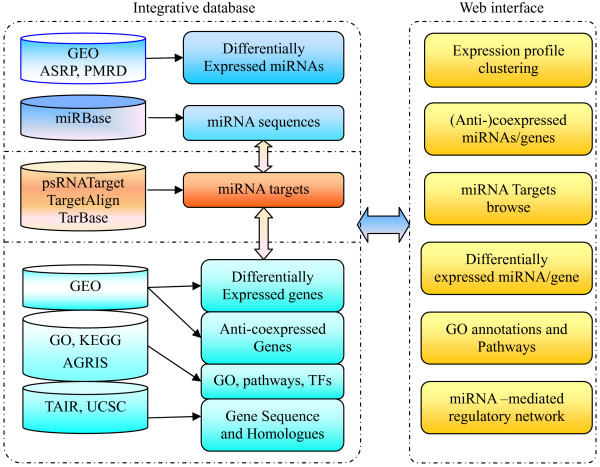 Integrative database
Web interface
GEO
ASRP, PMRD
Differentially
Expressed miRNAs
miRBase
miRNA sequences
psRNATarget
TargetAlign
TarBase
miRNA targets
GEO
Differentially
Expressed genes
Anti-coexpressed
Genes
GO, KEGG
AGRIS
GO, pathways, TFs
TAIR, UCSC
Gene Sequence
and Homologues
Expression profile
clustering
(Anti-)coexpressed
miRNAs/genes
miRNA Targets
browse
Differentially
expressed miRNA/gene
GO annotations and
Pathways
miRNA –mediated
regulatory network